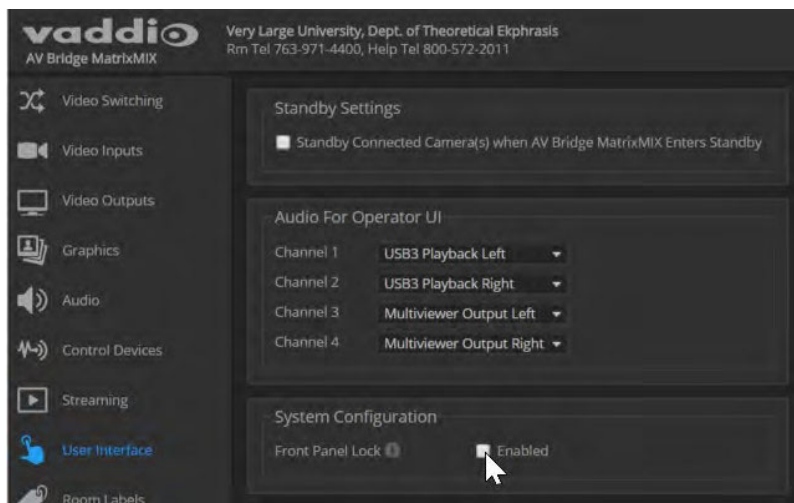 vaddio
AV Bridge MatrixMIX
Very Large University, Dept. of Theoretical Ekphrasis
Rm Tel 763-971-4400, Help Tel 800-572-2011
Video Switching
Video Inputs
Video Outputs
Graphics
Audio
Control Devices
Streaming
User Interface
Room Labels
Standby Settings
Standby Connected Camera(s) when AV Bridge MatrixMIX Enters Standby
Audio For Operator UI
Channel 1 USB3 Playback Left
Channel 2 USB3 Playback Right
Channel 3 Multiviewer Output Left
Channel 4 Multiviewer Output Right
System Configuration
Front Panel Lock Enabled